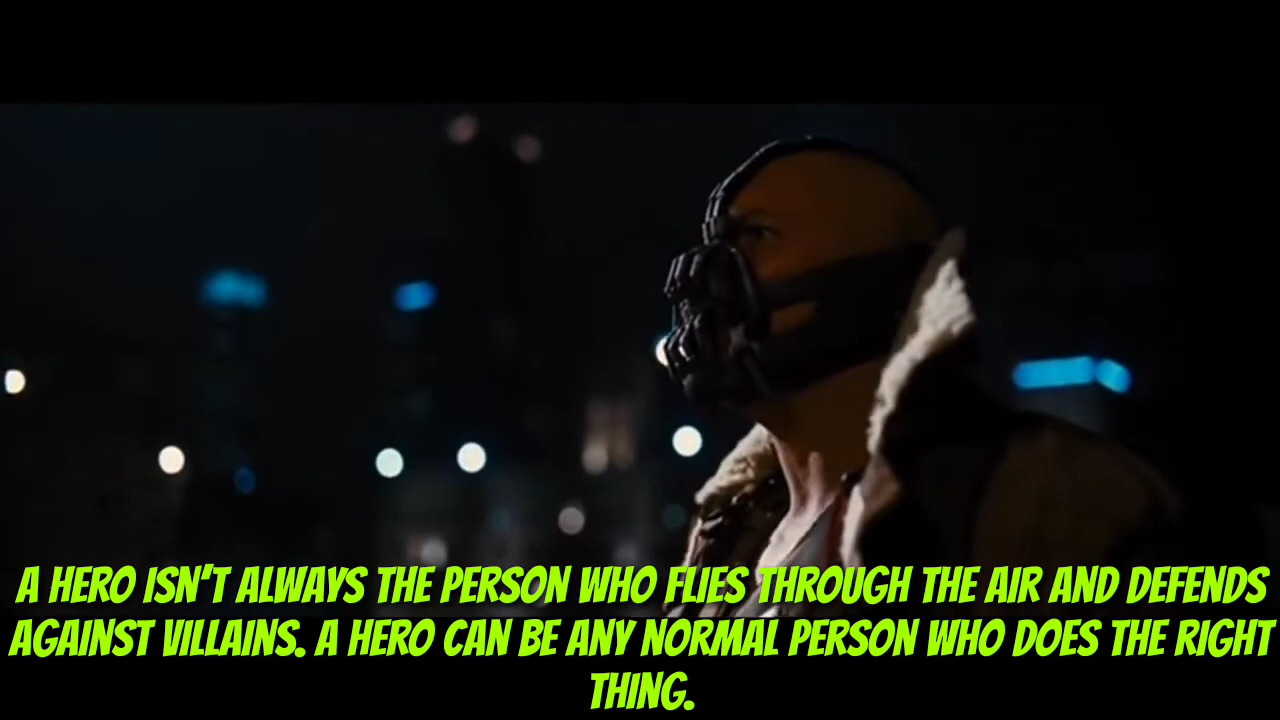 A HERO ISN'T ALWAYS THE PERSON WHO FLIES THROUGH THE AIR AND DEFENDS
AGAINST VILLAINS. A HERO CAN BE ANY NORMAL PERSON WHO DOES THE RIGHT
THING.